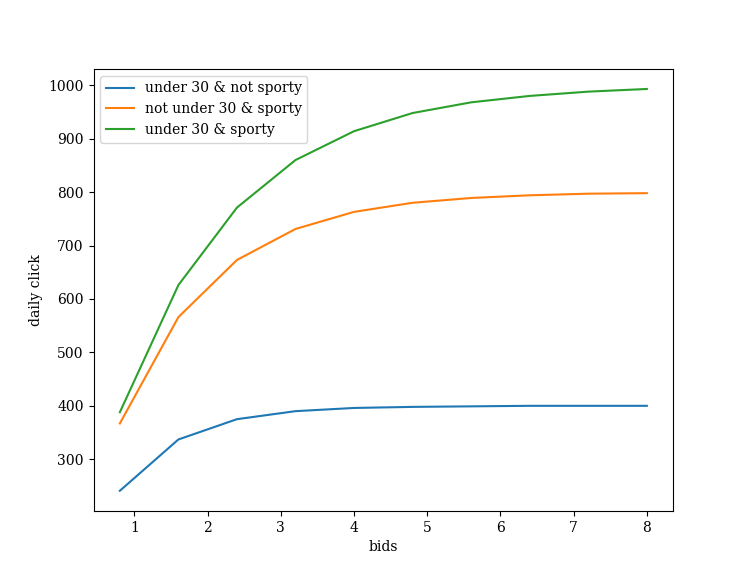 under 30 & not sporty
not under 30 & sporty
under 30 & sporty
1000
900
800
700
600
500
400
300
daily click
1 2 3 4 5 6 7 8
bids